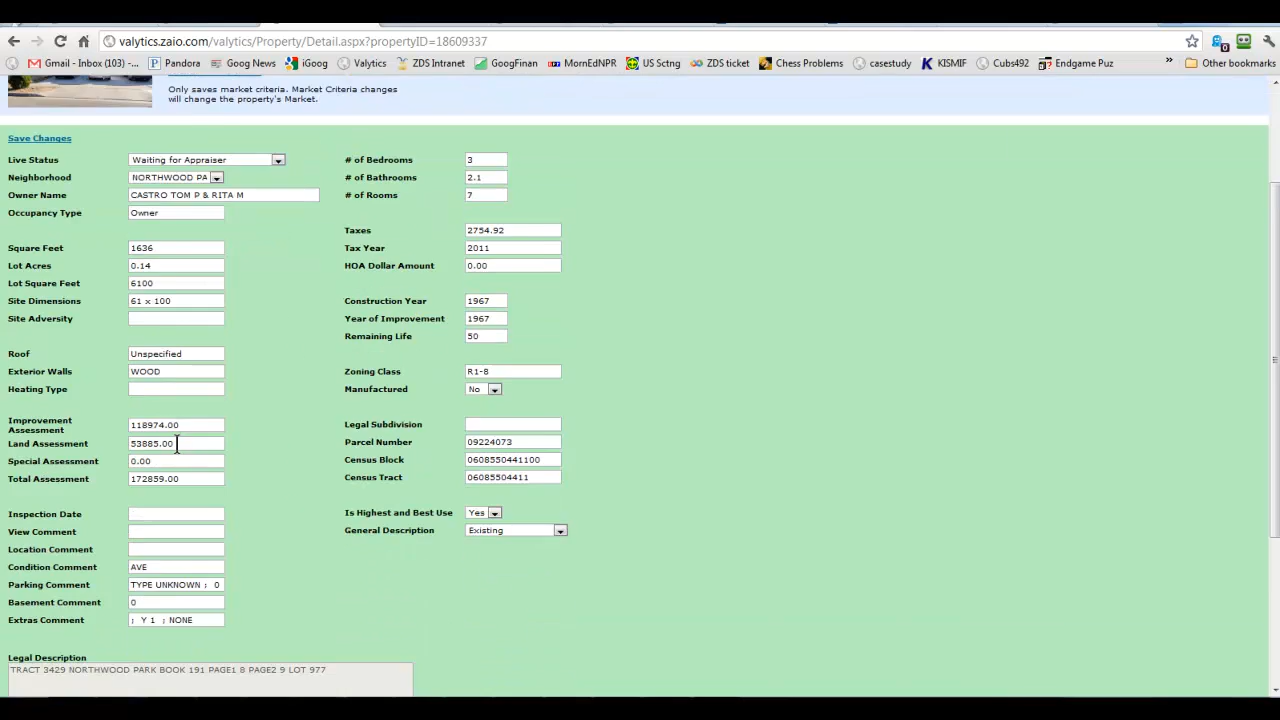 valytics.zaio.com/valytics/Property/Detail.aspx?propertyID=18609337
Gmail - Inbox (103) -... Pandora Goog News iGoog Valytics ZDS Intranet GoogFinan MornEdNPR US Sctng ZDS ticket Chess Problems casestudy KISMIF Cubs492 Endgame Puz » Other bookmarks
Only saves market criteria. Market Criteria changes
will change the property's Market.
Save Changes
Live Status Waiting for Appraiser # of Bedrooms 3
Neighborhood NORTHWOOD PA # of Bathrooms 2.1
Owner Name CASTRO TOM P & RITA M # of Rooms 7
Occupancy Type Owner
Taxes 2754.92
Square Feet 1636 Tax Year 2011
Lot Acres 0.14 HOA Dollar Amount 0.00
Lot Square Feet 6100
Site Dimensions 61 x 100 Construction Year 1967
Site Adversity Year of Improvement 1967
Remaining Life 50
Roof Unspecified
Exterior Walls WOOD Zoning Class R1-8
Heating Type Manufactured No
Improvement
Assessment 118974.00 Legal Subdivision
Land Assessment 53885.00 Parcel Number 09224073
Special Assessment 0.00 Census Block 0608550441100
Total Assessment 172859.00 Census Tract 06085504411
Inspection Date Is Highest and Best Use Yes
View Comment General Description Existing
Location Comment
Condition Comment AVE
Parking Comment TYPE UNKNOWN ; 0
Basement Comment 0
Extras Comment ; Y 1 ; NONE
Legal Description
TRACT 3429 NORTHWOOD PARK BOOK 191 PAGE1 8 PAGE2 9 LOT 977